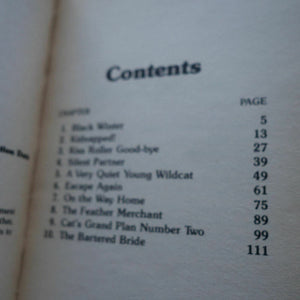 Contents
CHAPTER PAGE
1. Black Winter 5
2. Kidnapped! 13
3. Kiss Roller Good-bye 27
4. Silent Partner 39
5. A Very Quiet Young Wildcat 49
6. Escape Again 61
7. On the Way Home 75
8. The Feather Merchant 89
9. Cat's Grand Plan Number Two 99
10. The Bartered Bride 111